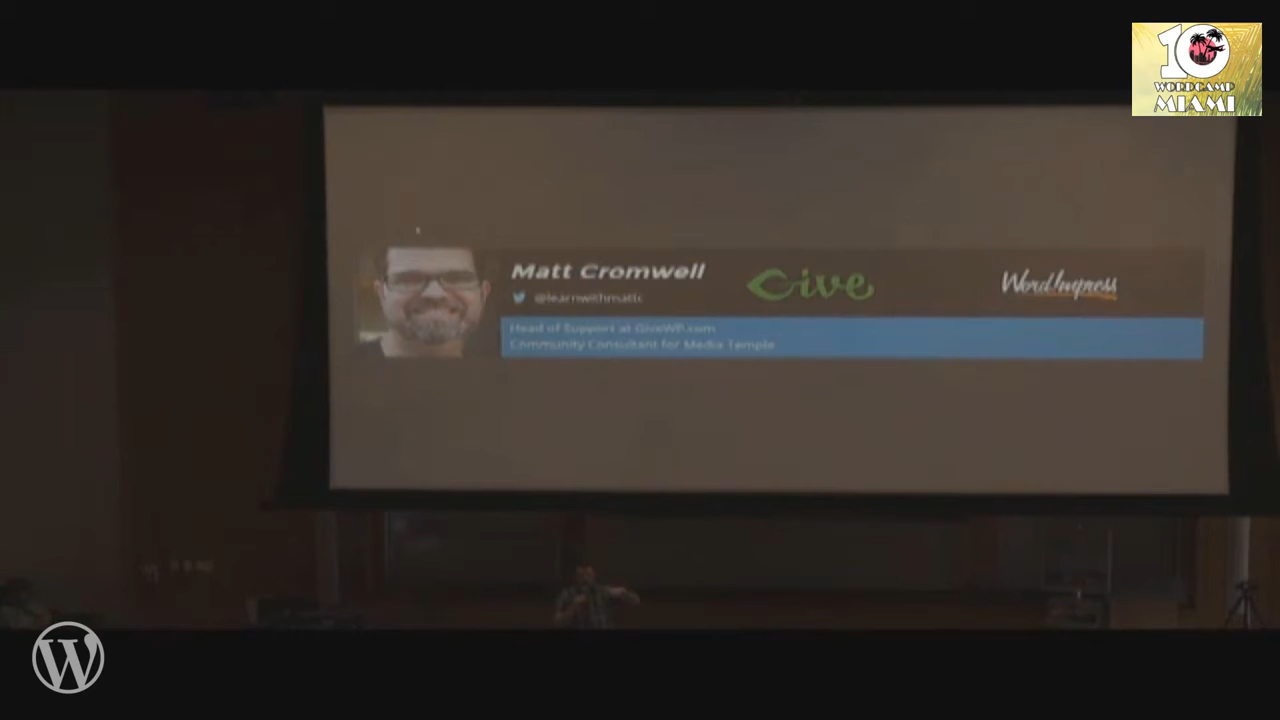 10
WORDCAMP
MIAMI
Matt Cromwell
Give
WordImpress
@learnwithmattc
Head of Support at GiveWP.com
Community Consultant for Media Temple
W